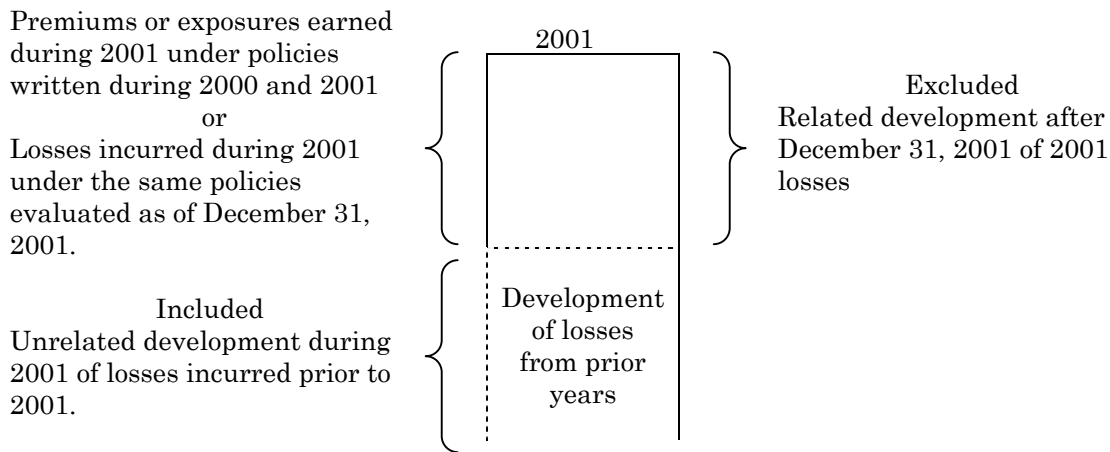 Premiums or exposures earned
during 2001 under policies
written during 2000 and 2001
or
Losses incurred during 2001
under the same policies
evaluated as of December 31,
2001.
Included
Unrelated development during
2001 of losses incurred prior to
2001.
2001
Development
of losses
from prior
years
Excluded
Related development after
December 31, 2001 of 2001
losses